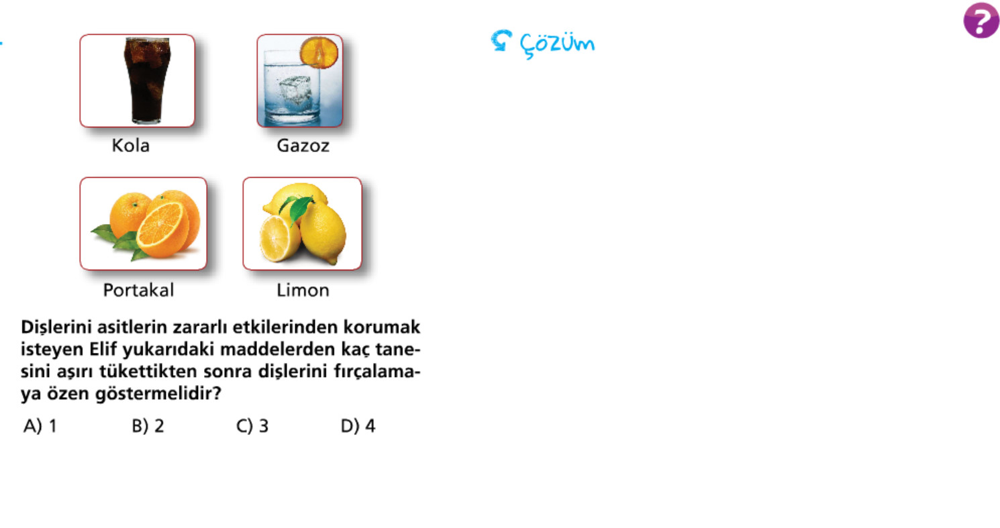 Çözüm
?
Kola
Gazoz
Portakal
Limon
Dişlerini asitlerin zararlı etkilerinden korumak
isteyen Elif yukarıdaki maddelerden kaç tane-
sini aşırı tükettikten sonra dişlerini fırçalama-
ya özen göstermelidir?
A) 1 B) 2 C) 3 D) 4